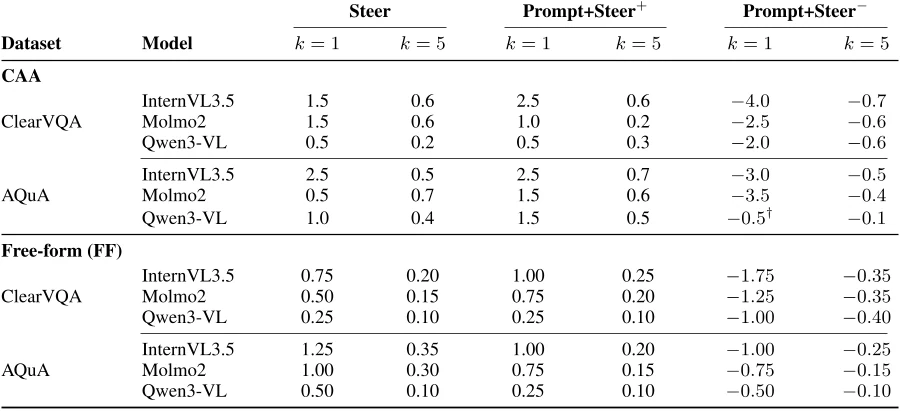 Steer Prompt+Steer⁺ Prompt+Steer⁻
Dataset Model k = 1 k = 5 k = 1 k = 5 k = 1 k = 5
CAA
InternVL3.5 1.5 0.6 2.5 0.6 −4.0 −0.7
ClearVQA Molmo2 1.5 0.6 1.0 0.2 −2.5 −0.6
Qwen3-VL 0.5 0.2 0.5 0.3 −2.0 −0.6
InternVL3.5 2.5 0.5 2.5 0.7 −3.0 −0.5
AQuA Molmo2 0.5 0.7 1.5 0.6 −3.5 −0.4
Qwen3-VL 1.0 0.4 1.5 0.5 −0.5† −0.1
Free-form (FF)
InternVL3.5 0.75 0.20 1.00 0.25 −1.75 −0.35
ClearVQA Molmo2 0.50 0.15 0.75 0.20 −1.25 −0.35
Qwen3-VL 0.25 0.10 0.25 0.10 −1.00 −0.40
InternVL3.5 1.25 0.35 1.00 0.20 −1.00 −0.25
AQuA Molmo2 1.00 0.30 0.75 0.15 −0.75 −0.15
Qwen3-VL 0.50 0.10 0.25 0.10 −0.50 −0.10